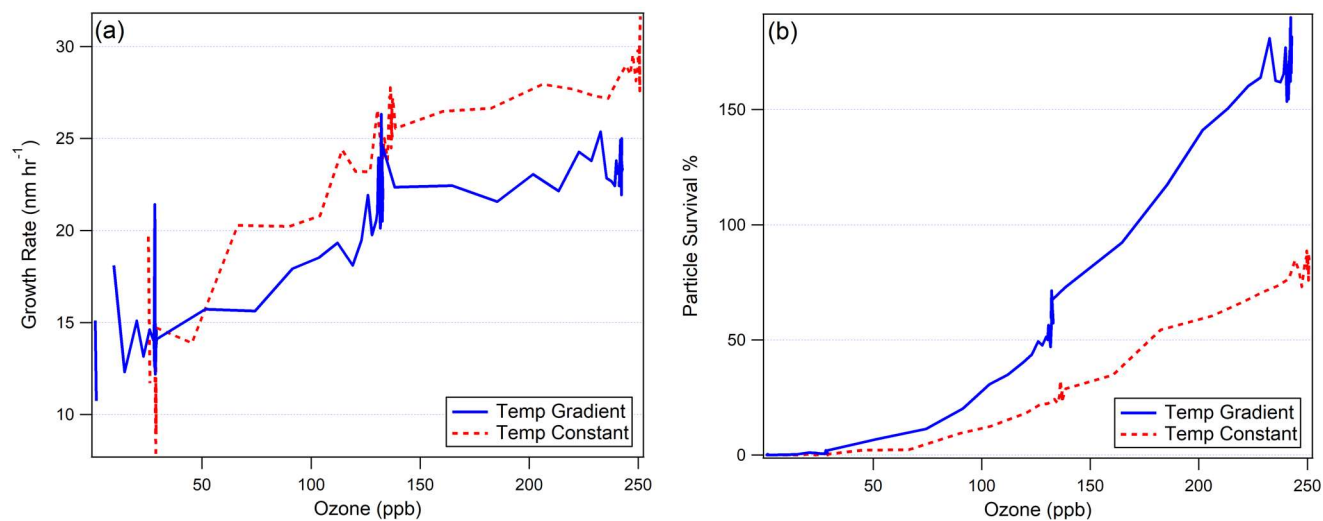 (a)
30
25
20
15
10
Growth Rate (nm hr⁻¹)
Temp Gradient
Temp Constant
50
100
150
200
250
Ozone (ppb)
(b)
150
100
50
0
Particle Survival %
Temp Gradient
Temp Constant
50
100
150
200
250
Ozone (ppb)